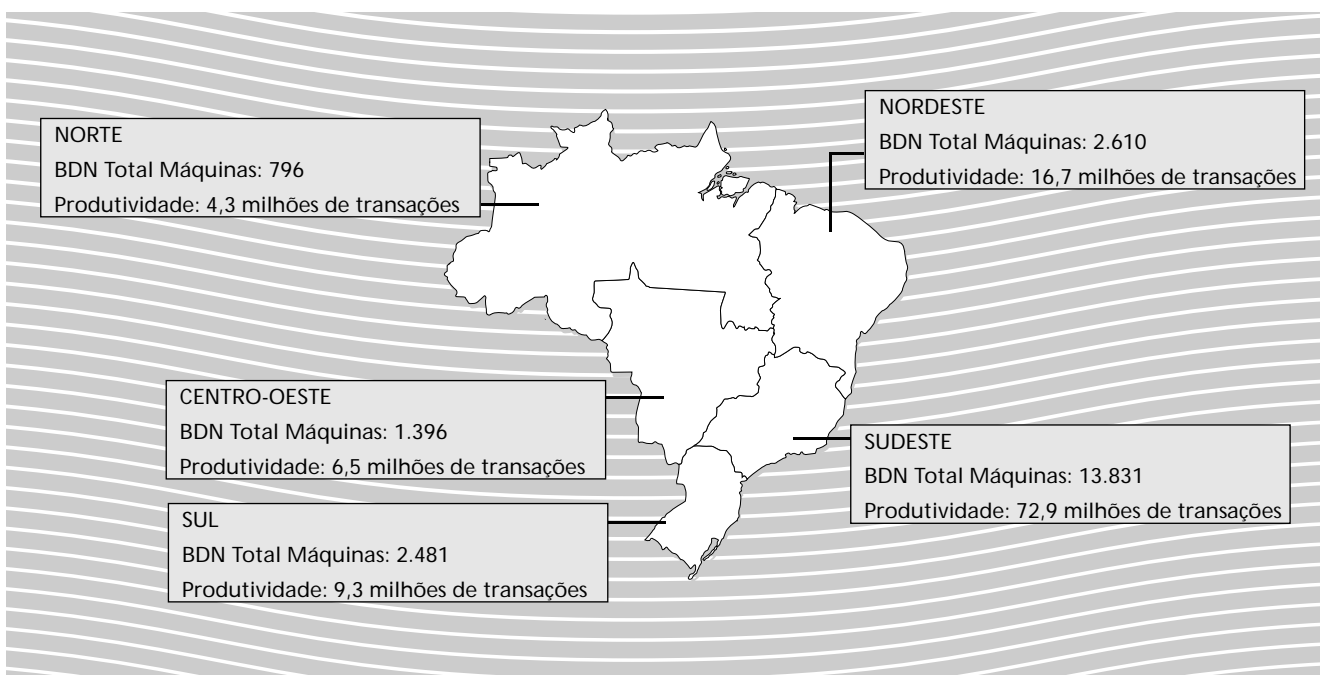 NORTE
BDN Total Máquinas: 796
Produtividade: 4,3 milhões de transações
NORDESTE
BDN Total Máquinas: 2.610
Produtividade: 16,7 milhões de transações
CENTRO-OESTE
BDN Total Máquinas: 1.396
Produtividade: 6,5 milhões de transações
SUDESTE
BDN Total Máquinas: 13.831
Produtividade: 72,9 milhões de transações
SUL
BDN Total Máquinas: 2.481
Produtividade: 9,3 milhões de transações